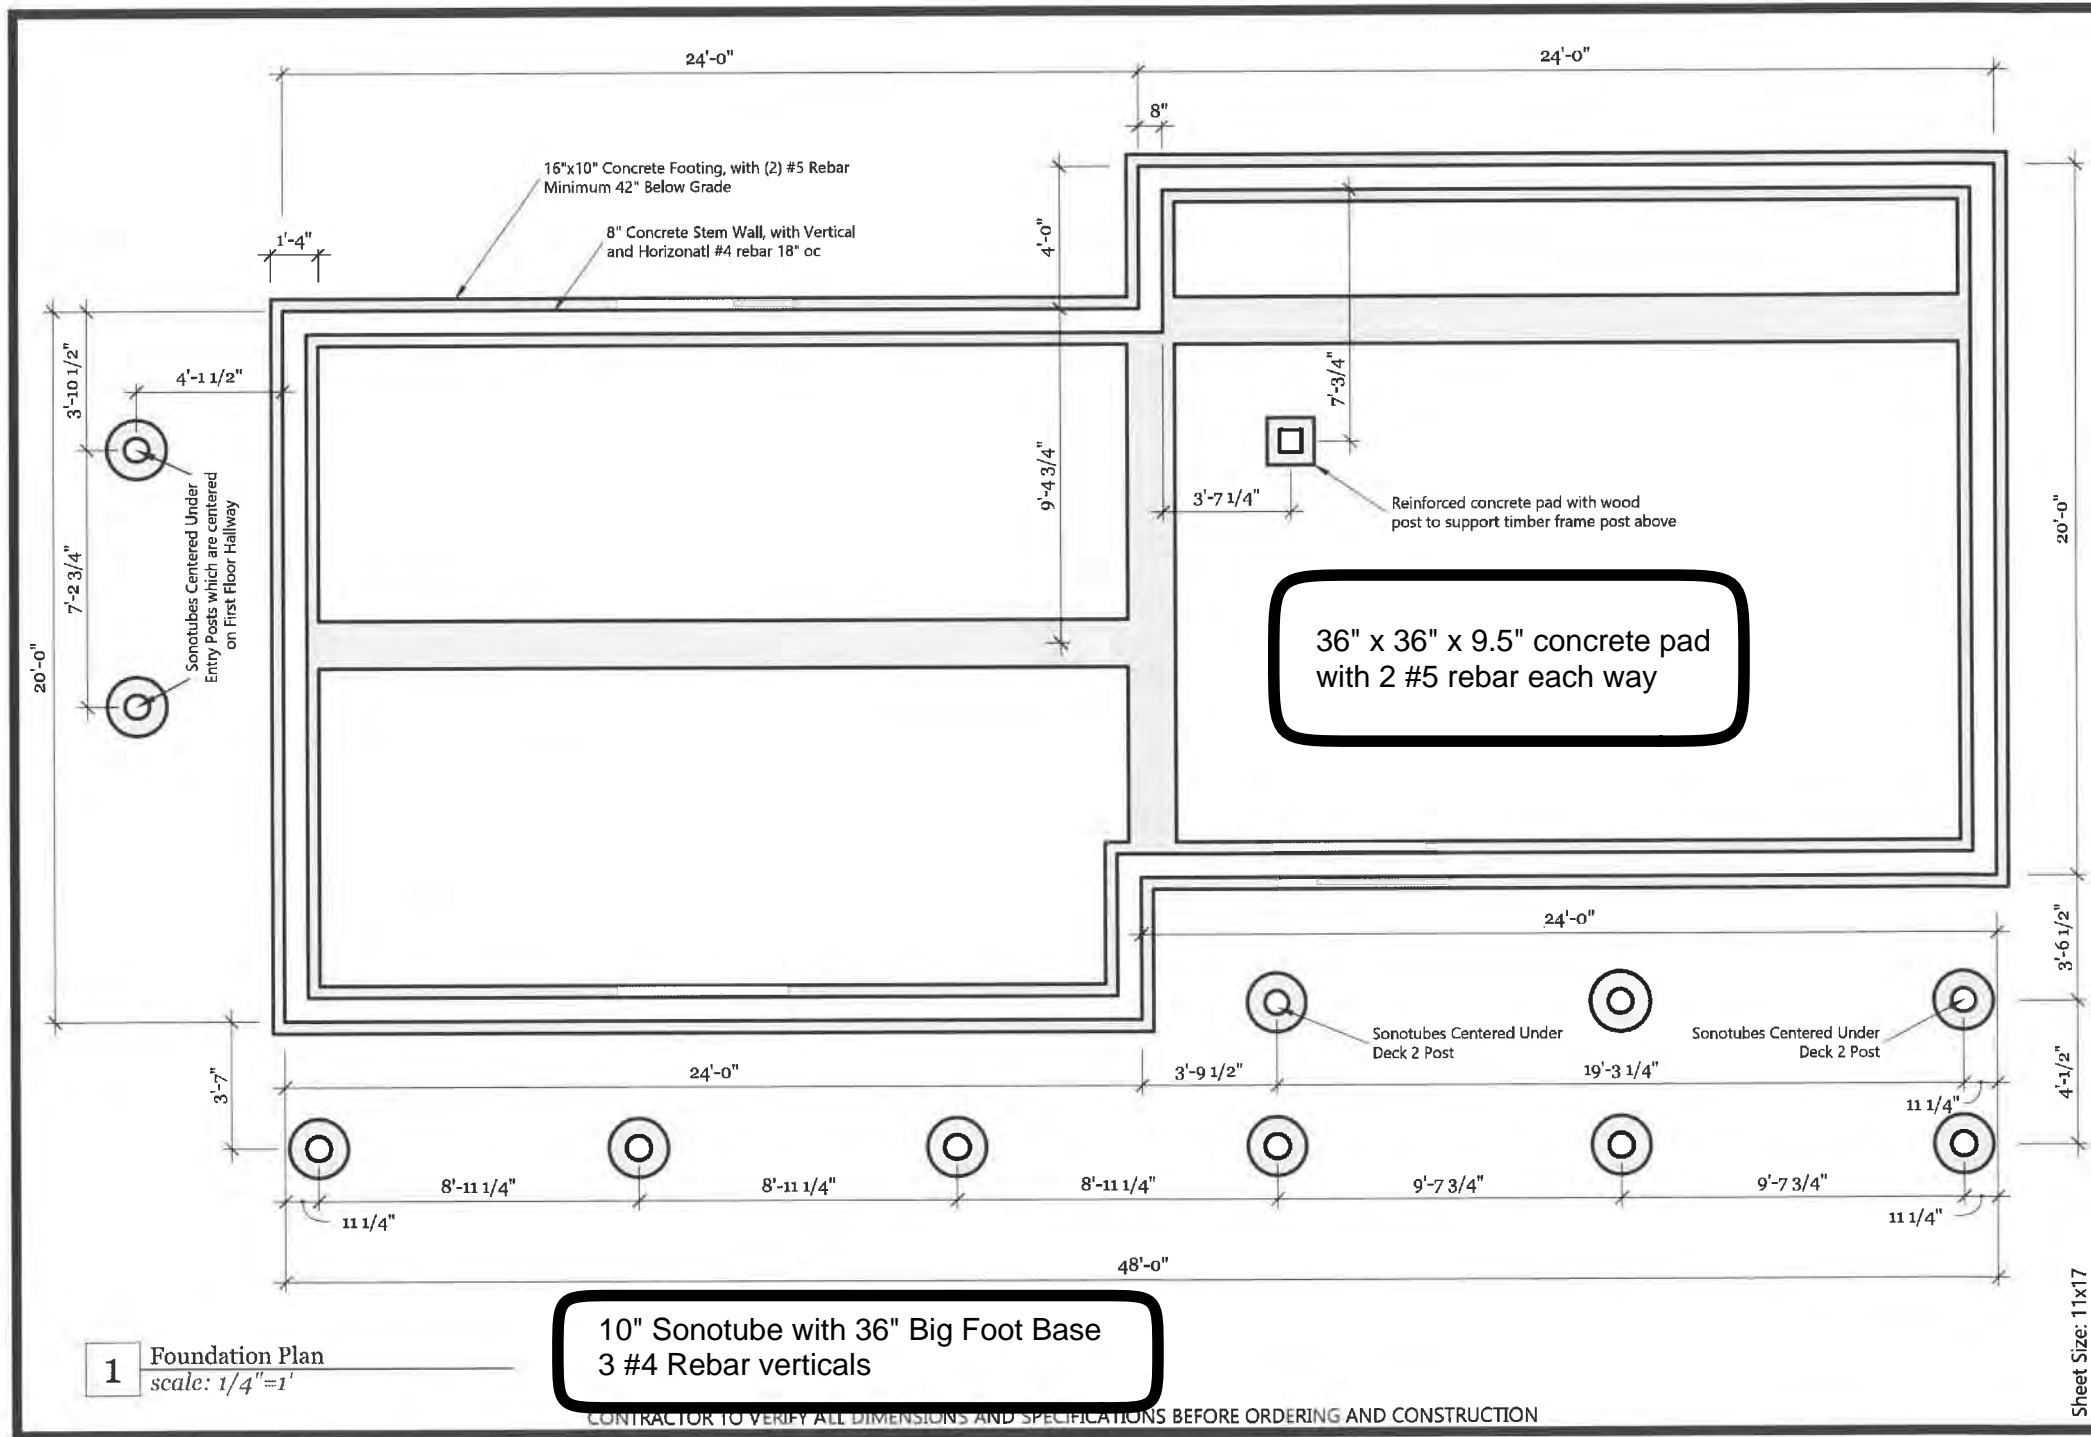 24'-0"
24'-0"
8"
16"x10" Concrete Footing, with (2) #5 Rebar
Minimum 42" Below Grade
8" Concrete Stem Wall, with Vertical
and Horizonatl #4 rebar 18" oc
1'-4"
4'-0"
3'-10 1/2"
4'-1 1/2"
7'-3/4"
9'-4 3/4"
3'-7 1/4"
Reinforced concrete pad with wood
post to support timber frame post above
20'-0"
Sonotubes Centered Under
Entry Posts which are centered
on First Floor Hallway
7'-2 3/4"
20'-0"
36" x 36" x 9.5" concrete pad
with 2 #5 rebar each way
24'-0"
3'-6 1/2"
Sonotubes Centered Under
Deck 2 Post
Sonotubes Centered Under
Deck 2 Post
3'-7"
24'-0"
3'-9 1/2"
19'-3 1/4"
11 1/4"
4'-1/2"
8'-11 1/4"
8'-11 1/4"
8'-11 1/4"
9'-7 3/4"
9'-7 3/4"
11 1/4"
11 1/4"
48'-0"
10" Sonotube with 36" Big Foot Base
3 #4 Rebar verticals
1
Foundation Plan
scale: 1/4"=1'
CONTRACTOR TO VERIFY ALL DIMENSIONS AND SPECIFICATIONS BEFORE ORDERING AND CONSTRUCTION
Sheet Size: 11x17